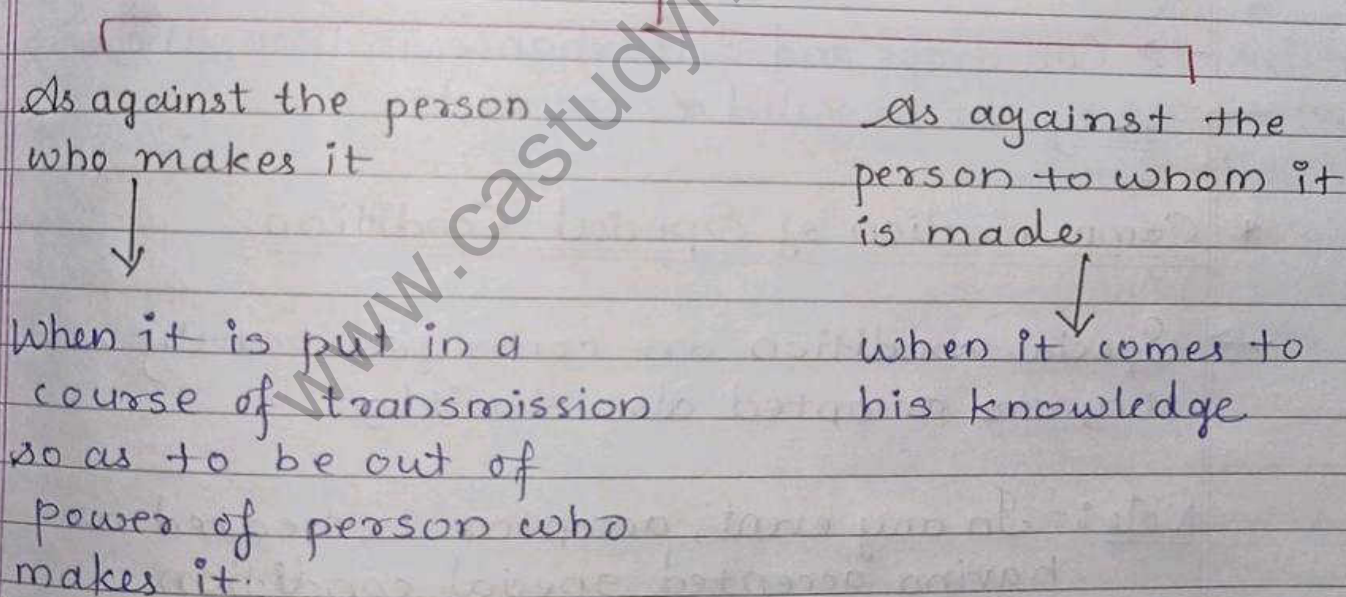 As against the person
who makes it
When it is put in a
course of transmission
so as to be out of
power of person who
makes it.
As against the
person to whom it
is made
when it comes to
his knowledge
www.castudy